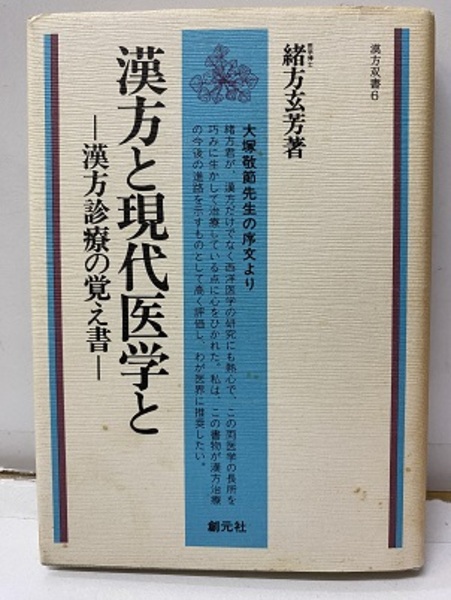 漢方双書6
医学博士
緒方玄芳著
大塚敬節先生の序文より
緒方君が、漢方だけでなく西洋医学の研究にも熱心で、この両医学の長所を
巧みに生かして治療している点に心をひかれた。私は、この書物が漢方治療
の今後の進路を示すものとして高く評価し、わが医界に推奨したい。
創元社
漢方と現代医学と
―漢方診療の覚え書―